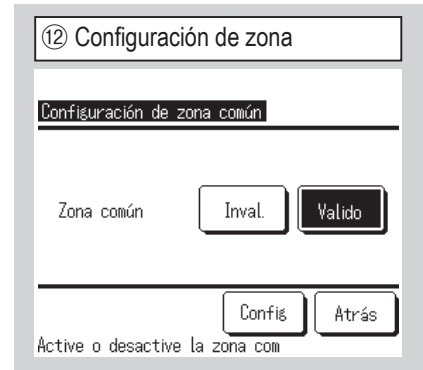 ⑫ Configuración de zona
Configuración de zona común
Zona común Inval. Valido
Config Atrás
Active o desactive la zona com